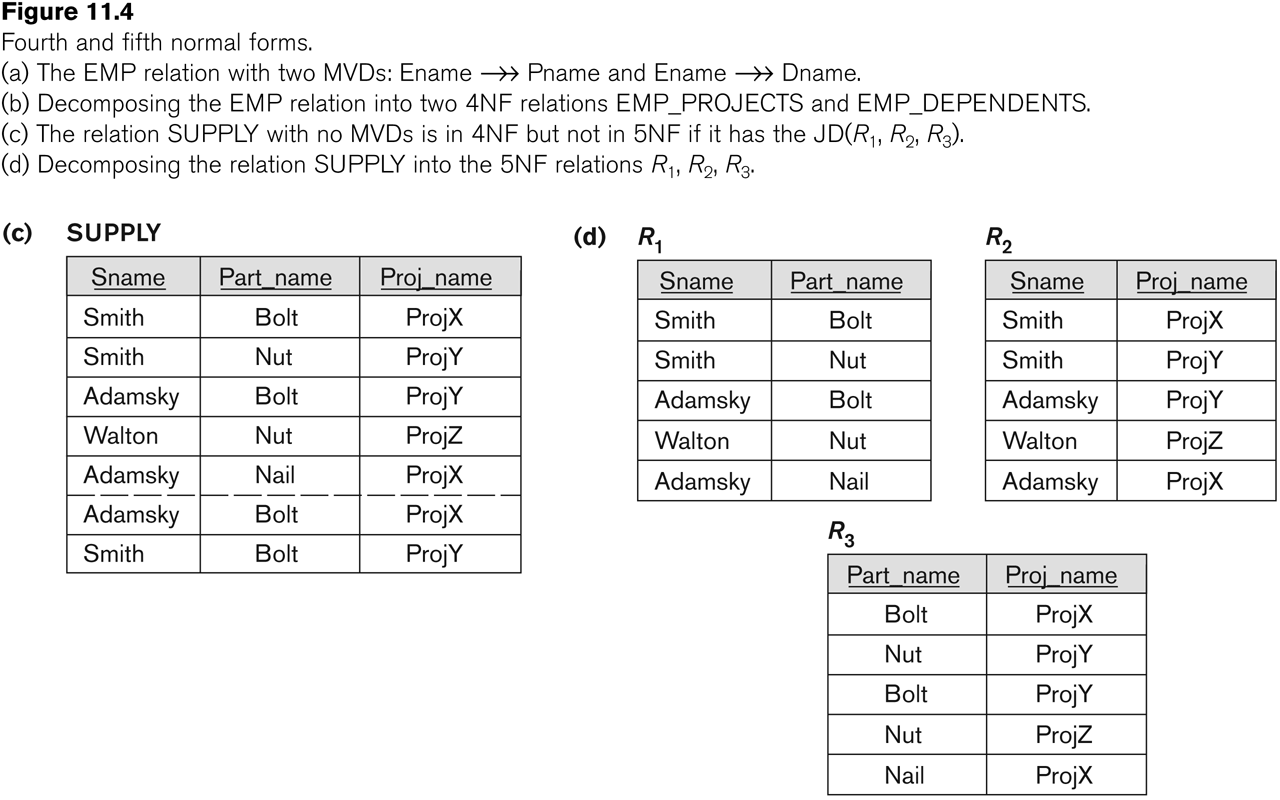 Figure 11.4
Fourth and fifth normal forms.
(a) The EMP relation with two MVDs: Ename →→ Pname and Ename →→ Dname.
(b) Decomposing the EMP relation into two 4NF relations EMP_PROJECTS and EMP_DEPENDENTS.
(c) The relation SUPPLY with no MVDs is in 4NF but not in 5NF if it has the JD(R1, R2, R3).
(d) Decomposing the relation SUPPLY into the 5NF relations R1, R2, R3.
(c) SUPPLY
Sname Part_name Proj_name
Smith Bolt ProjX
Smith Nut ProjY
Adamsky Bolt ProjY
Walton Nut ProjZ
Adamsky Nail ProjX
Adamsky Bolt ProjX
Smith Bolt ProjY
(d) R1
Sname Part_name
Smith Bolt
Smith Nut
Adamsky Bolt
Walton Nut
Adamsky Nail
R2
Sname Proj_name
Smith ProjX
Smith ProjY
Adamsky ProjY
Walton ProjZ
Adamsky ProjX
R3
Part_name Proj_name
Bolt ProjX
Nut ProjY
Bolt ProjY
Nut ProjZ
Nail ProjX